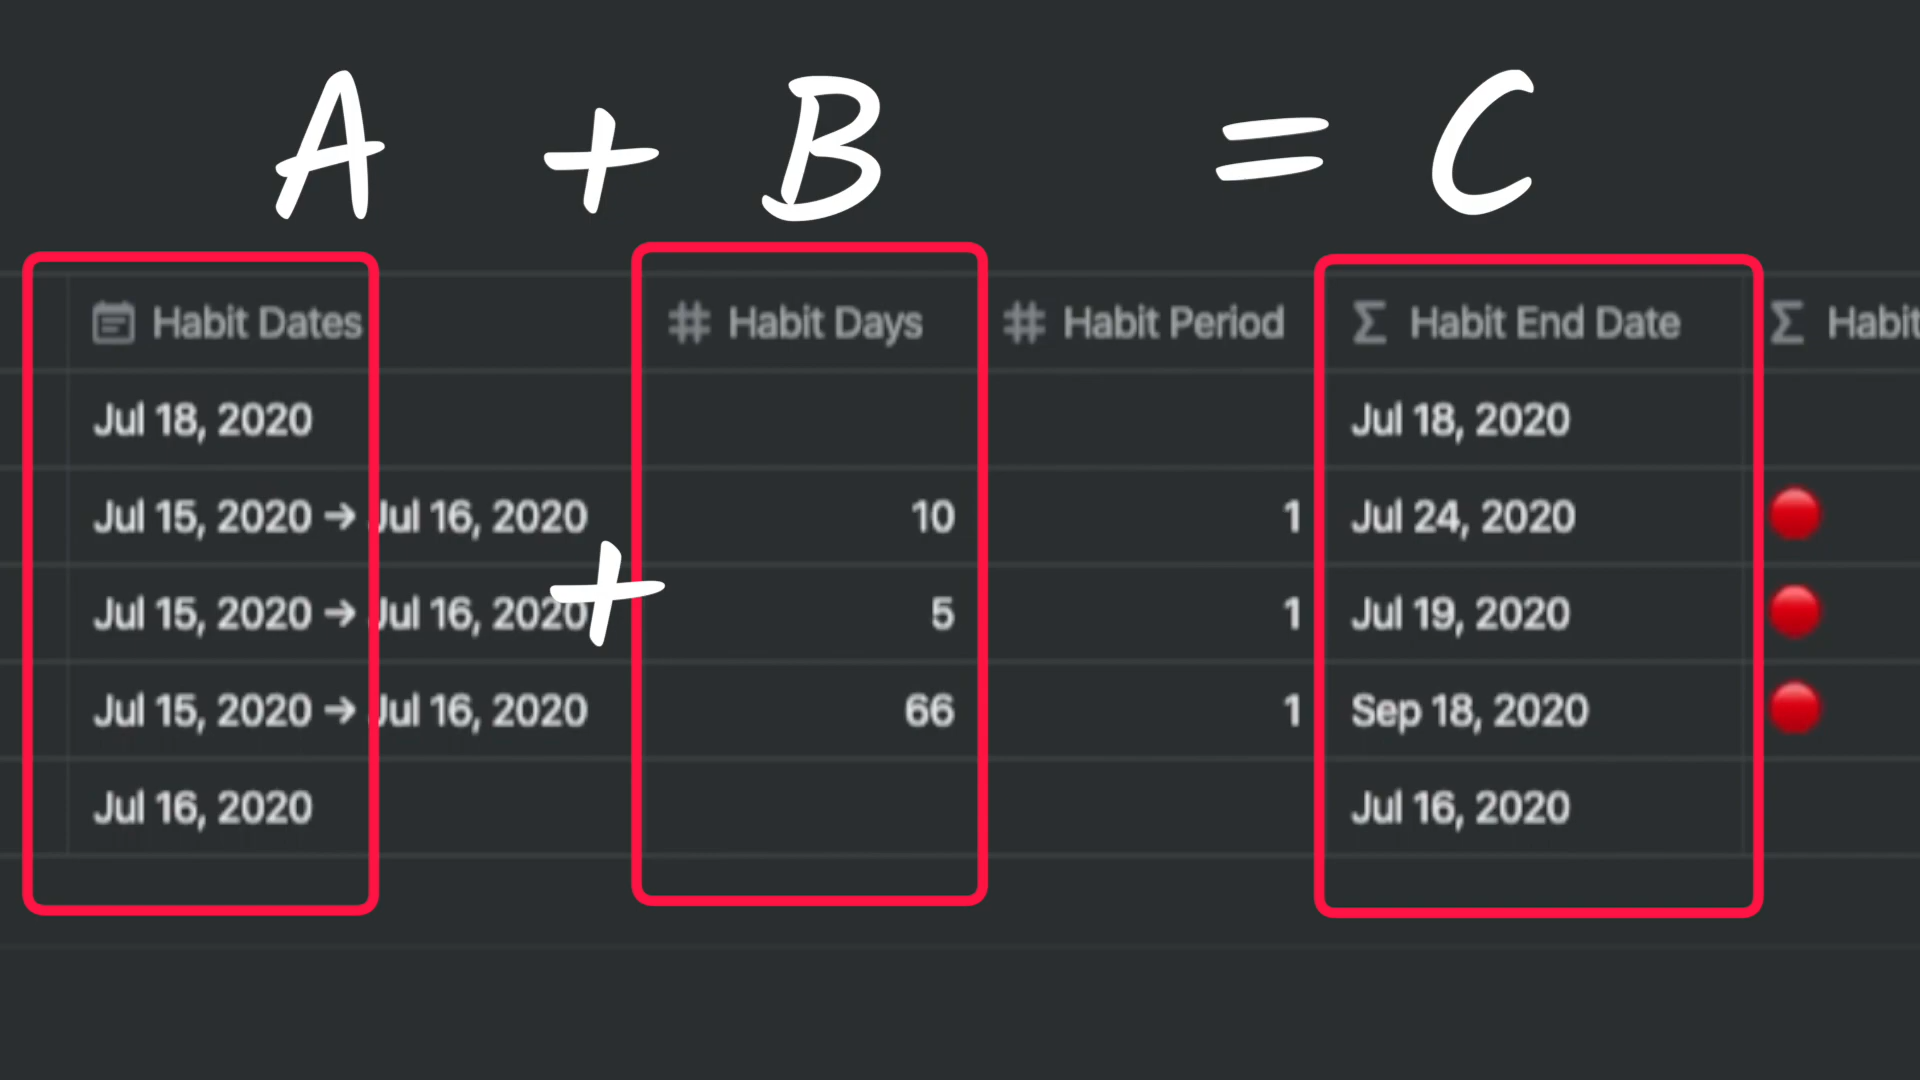 A + B = C
Habit Dates # Habit Days # Habit Period Σ Habit End Date Σ Habit
Jul 18, 2020 Jul 18, 2020
Jul 15, 2020 → Jul 16, 2020 10 1 Jul 24, 2020
Jul 15, 2020 → Jul 16, 2020 + 5 1 Jul 19, 2020
Jul 15, 2020 → Jul 16, 2020 66 1 Sep 18, 2020
Jul 16, 2020 Jul 16, 2020